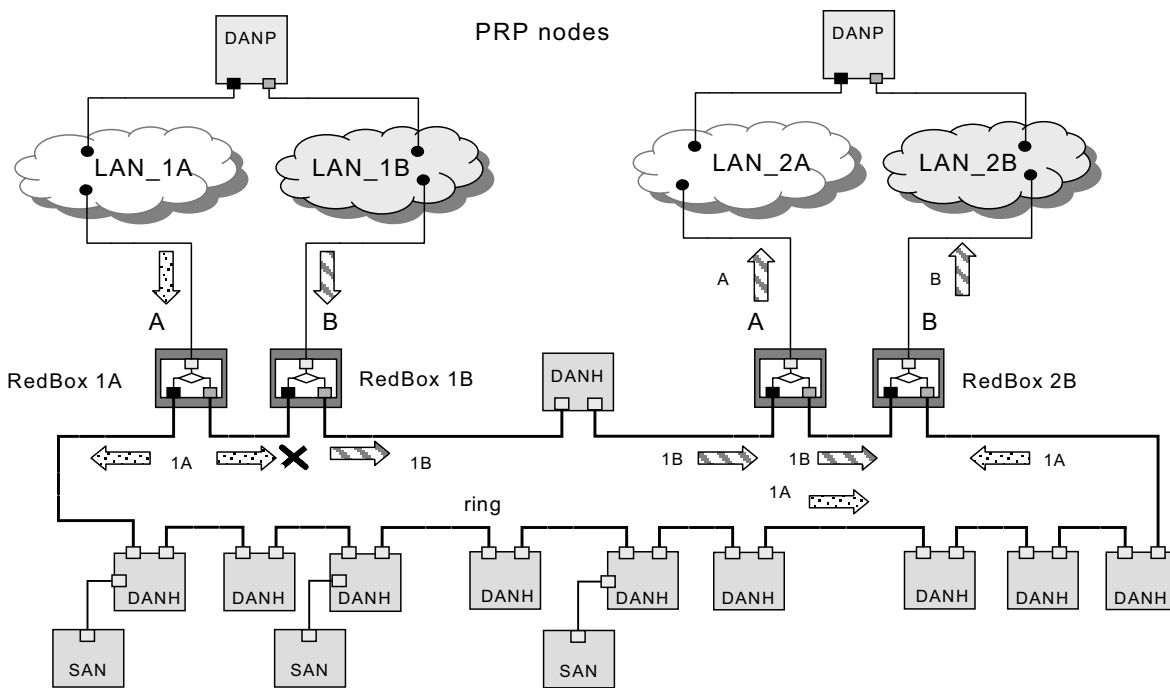 PRP nodes
DANP
DANP
LAN_1A
LAN_1B
LAN_2A
LAN_2B
A
B
A
B
A
B
RedBox 1A
RedBox 1B
DANH
RedBox 2B
1A
1B
1B
1B
1A
1A
ring
DANH
DANH
DANH
DANH
DANH
DANH
DANH
DANH
DANH
SAN
SAN
SAN